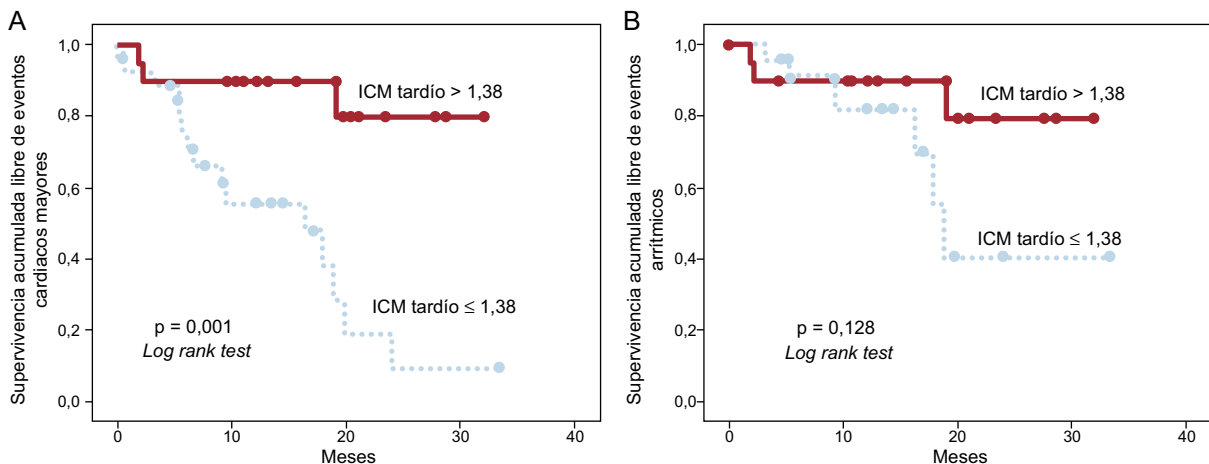 A
Supervivencia acumulada libre de eventos
cardiacos mayores
1,0
0,8
0,6
0,4
0,2
0,0
ICM tardío > 1,38
ICM tardío ≤ 1,38
p = 0,001
Log rank test
0
10
20
30
40
Meses
B
Supervivencia acumulada libre de eventos
arrítmicos
1,0
0,8
0,6
0,4
0,2
0,0
ICM tardío > 1,38
ICM tardío ≤ 1,38
p = 0,128
Log rank test
0
10
20
30
40
Meses